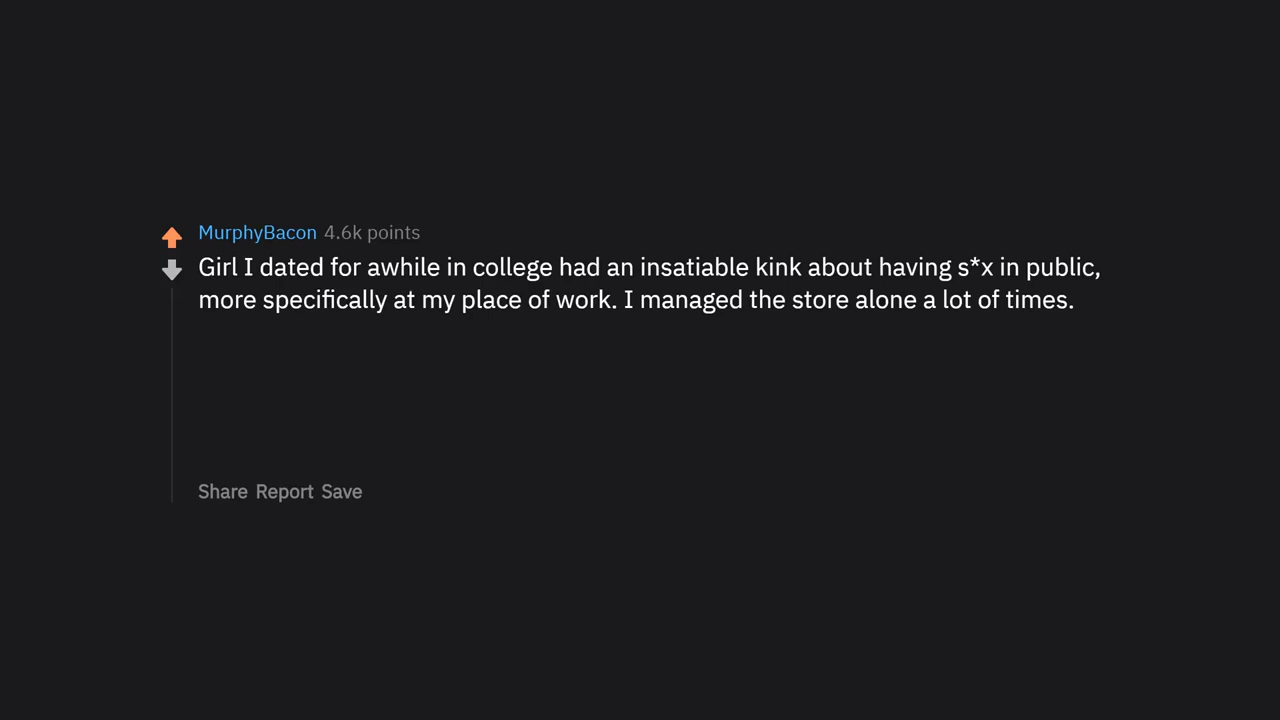 MurphyBacon 4.6k points
Girl I dated for awhile in college had an insatiable kink about having s*x in public,
more specifically at my place of work. I managed the store alone a lot of times.
Share Report Save